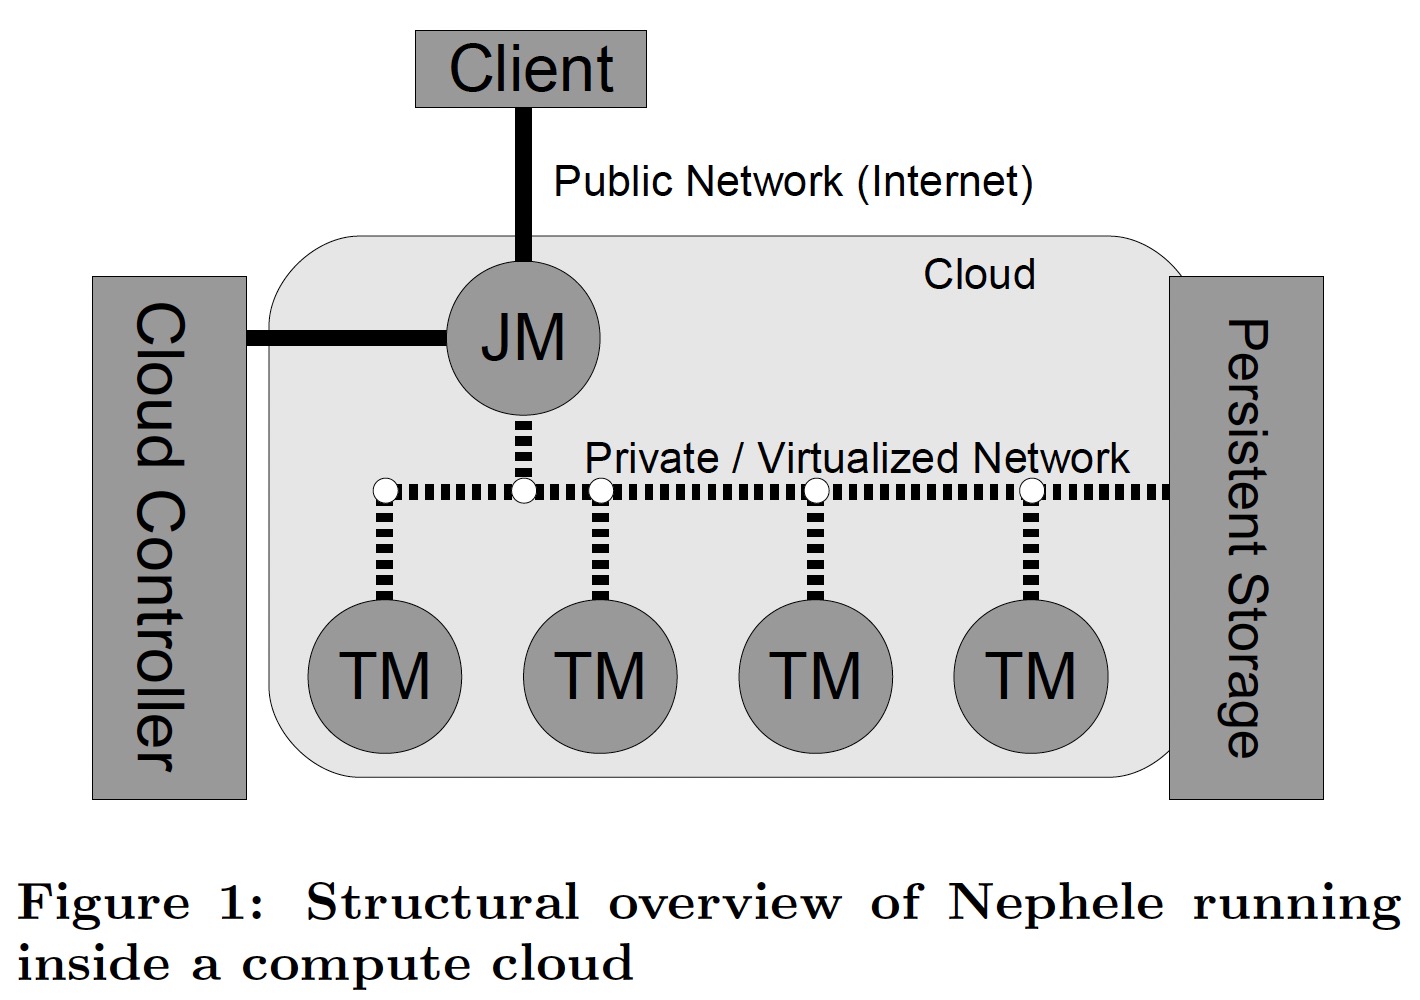 Client
Public Network (Internet)
Cloud
Cloud Controller
JM
Persistent Storage
Private / Virtualized Network
TM TM TM TM
Figure 1: Structural overview of Nephele running
inside a compute cloud